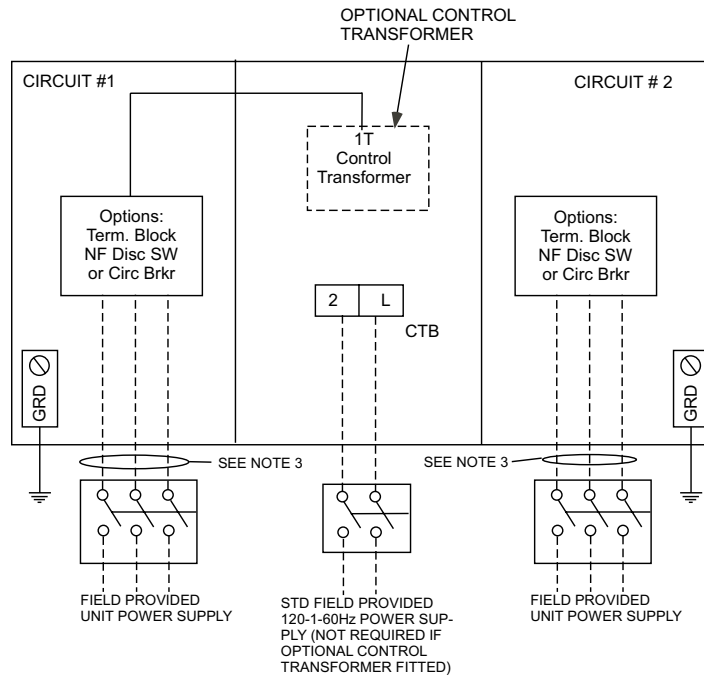 OPTIONAL CONTROL
TRANSFORMER
CIRCUIT #1
CIRCUIT # 2
1T
Control
Transformer
Options:
Term. Block
NF Disc SW
or Circ Brkr
Options:
Term. Block
NF Disc SW
or Circ Brkr
2 L
CTB
GRD
GRD
SEE NOTE 3
SEE NOTE 3
FIELD PROVIDED
UNIT POWER SUPPLY
STD FIELD PROVIDED
120-1-60Hz POWER SUP-
PLY (NOT REQUIRED IF
OPTIONAL CONTROL
TRANSFORMER FITTED)
FIELD PROVIDED
UNIT POWER SUPPLY